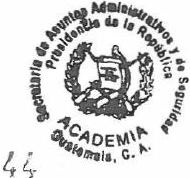 Secretaría de Asuntos Administrativos y de Seguridad
Presidencia de la República
ACADEMIA
Guatemala, C. A.